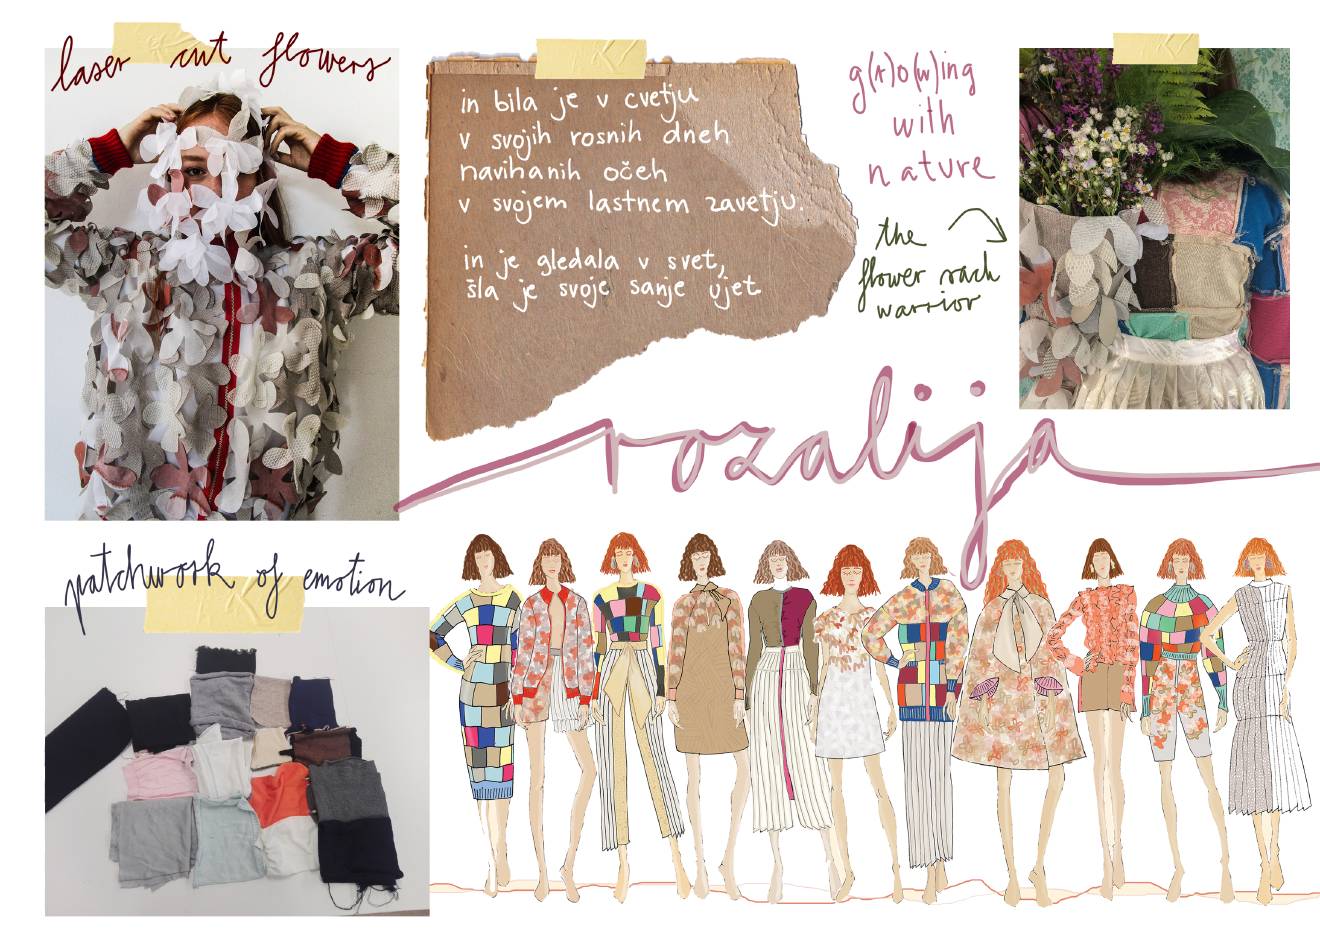 laser cut flowers
in bila je v cvetju
v svojih rosnih dneh
navihanih očeh
v svojem lastnem zavetju.
in je gledala v svet,
šla je svoje sanje ujet
g(r)o(w)ing
with
nature
the
flower sach
warrior
rozalija
patchwork of emotion